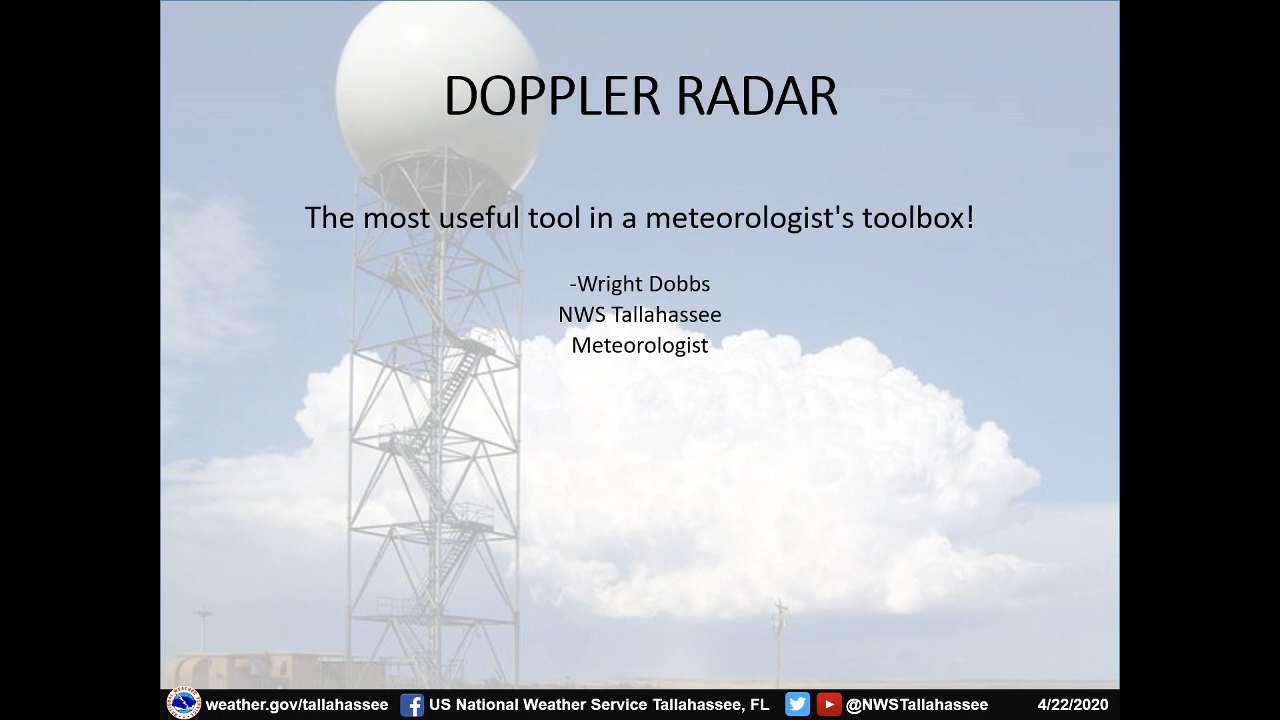 DOPPLER RADAR
The most useful tool in a meteorologist's toolbox!
-Wright Dobbs
NWS Tallahassee
Meteorologist
weather.gov/tallahassee US National Weather Service Tallahassee, FL @NWSTallahassee 4/22/2020